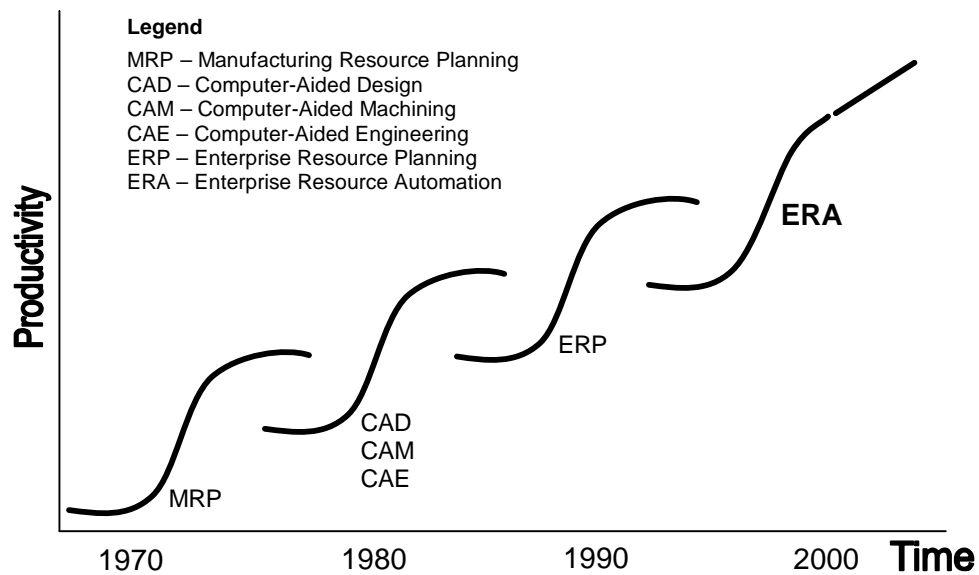 Legend
MRP – Manufacturing Resource Planning
CAD – Computer-Aided Design
CAM – Computer-Aided Machining
CAE – Computer-Aided Engineering
ERP – Enterprise Resource Planning
ERA – Enterprise Resource Automation
Productivity
ERA
ERP
CAD
CAM
CAE
MRP
1970
1980
1990
2000
Time